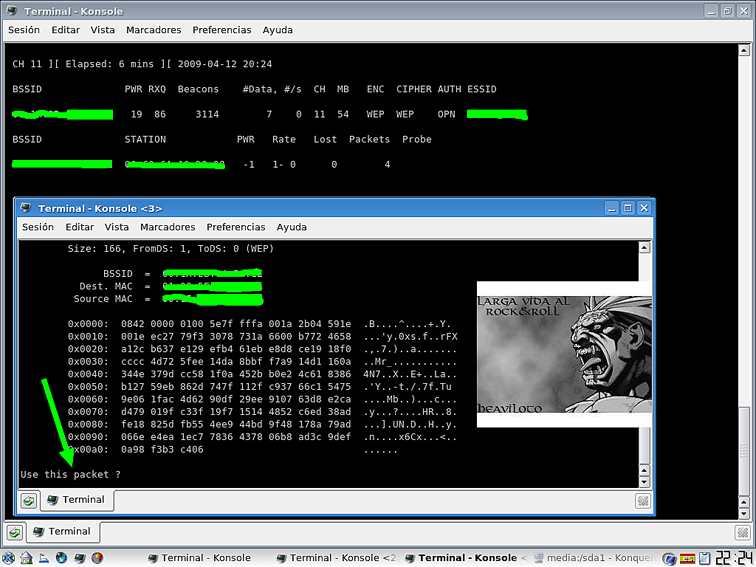 Terminal - Konsole
Sesión Editar Vista Marcadores Preferencias Ayuda
CH 11 ][ Elapsed: 6 mins ][ 2009-04-12 20:24
BSSID PWR RXQ Beacons #Data, #/s CH MB ENC CIPHER AUTH ESSID
19 86 3114 7 0 11 54 WEP WEP OPN
BSSID STATION PWR Rate Lost Packets Probe
-1 1- 0 0 4
Terminal - Konsole <3>
Sesión Editar Vista Marcadores Preferencias Ayuda
Size: 166, FromDS: 1, ToDS: 0 (WEP)
BSSID =
Dest. MAC =
Source MAC =
0x0000: 0842 0000 0100 5e7f fffa 001a 2b04 591e .B....^....+.Y.
0x0010: 001e ec27 79f3 3078 731a 6600 b772 4658 ...'y.0xs.f..rFX
0x0020: a12c b637 e129 efb4 61eb e8d8 ce19 18f0 .,.7.)..a.......
0x0030: cccc 4d72 5fee 14da 8bbf f7a9 14d1 160a ..Mr_...........
0x0040: 344e 379d cc58 1f0a 452b b0e2 4c61 8386 4N7..X..E+..La..
0x0050: b127 59eb 862d 747f 112f c937 66c1 5475 .'Y..-t./.7f.Tu
0x0060: 9e06 1fac 4d62 90df 29ee 9107 63d8 e2ca ....Mb..)...c...
0x0070: d479 019f c33f 19f7 1514 4852 c6ed 38ad .y...?....HR..8.
0x0080: fe18 825d fb55 4ee9 44bd 9f48 178a 79ad ...].UN.D..H..y.
0x0090: 066e e4ea 1ec7 7836 4378 06b8 ad3c 9def .n....x6Cx...<..
0x00a0: 0a98 f3b3 c406 ......
LARGA VIDA AL
ROCK&ROLL
heaviloto
Use this packet ?
Terminal
Terminal
Terminal - Konsole Terminal - Konsole <2 Terminal - Konsole < media:/sda1 - Konquer 22:24